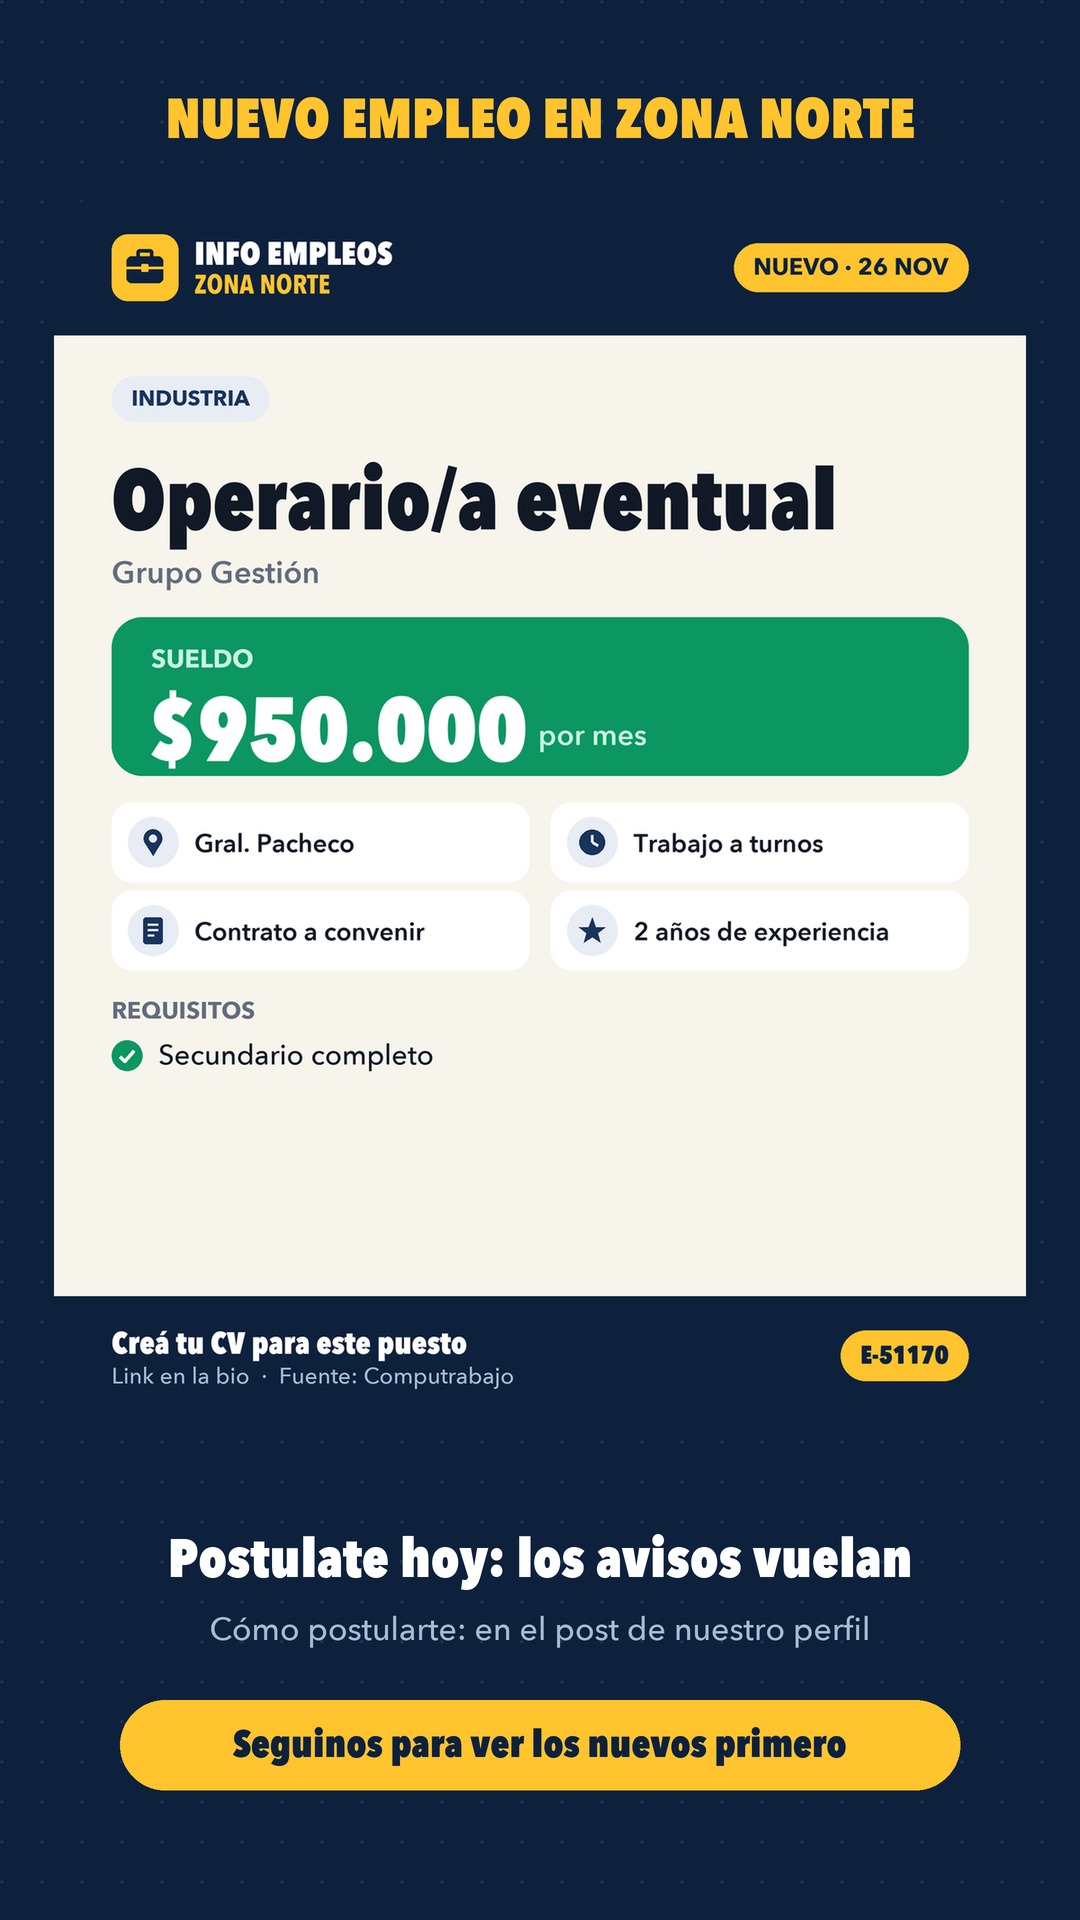 NUEVO EMPLEO EN ZONA NORTE
INFO EMPLEOS
ZONA NORTE
NUEVO · 26 NOV
INDUSTRIA
Operario/a eventual
Grupo Gestión
SUELDO
$950.000 por mes
Gral. Pacheco
Trabajo a turnos
Contrato a convenir
2 años de experiencia
REQUISITOS
Secundario completo
Creá tu CV para este puesto
Link en la bio · Fuente: Computrabajo
E-51170
Postulate hoy: los avisos vuelan
Cómo postularte: en el post de nuestro perfil
Seguinos para ver los nuevos primero